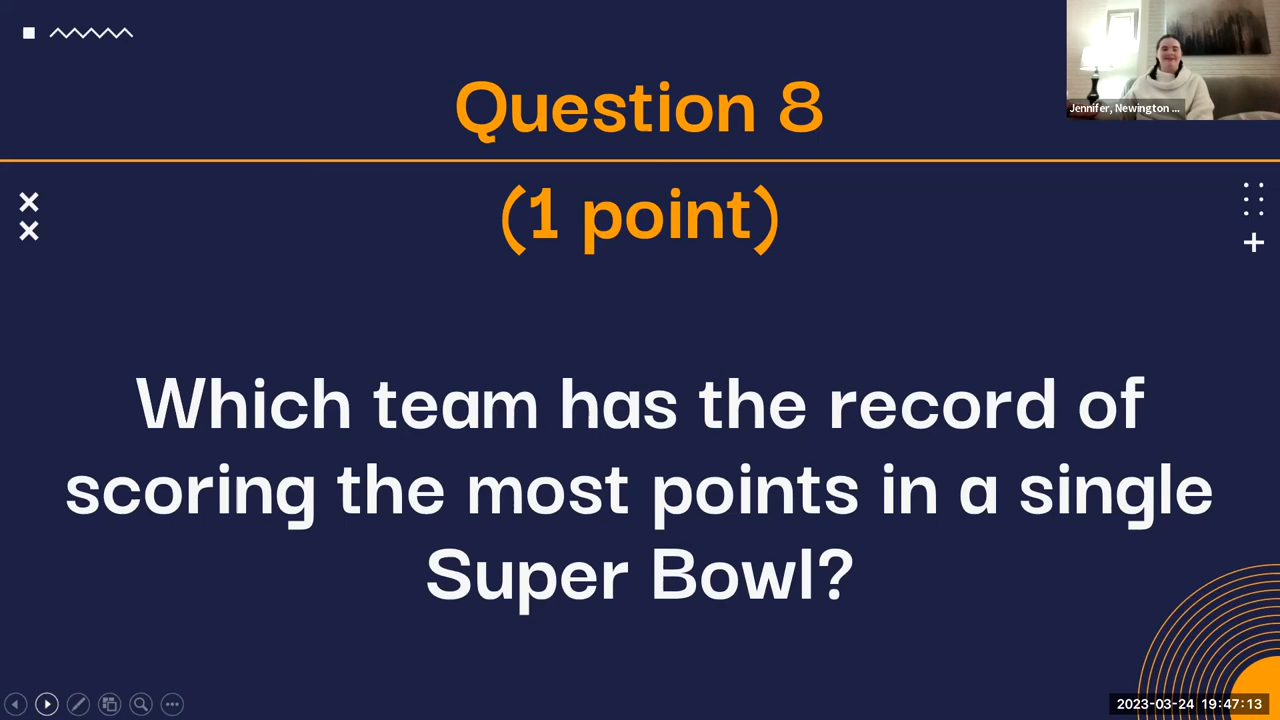 Question 8
Jennifer, Newington ...
(1 point)
Which team has the record of
scoring the most points in a single
Super Bowl?
2023-03-24 19:47:13